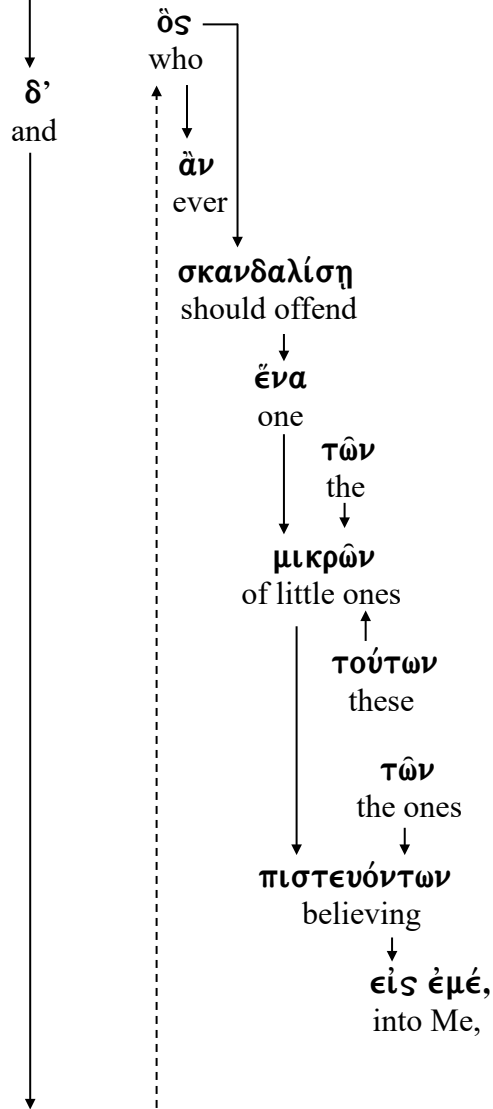 ὃς
who
δ’
and
ἂν
ever
σκανδαλίσῃ
should offend
ἕνα
one
τῶν
the
μικρῶν
of little ones
τούτων
these
τῶν
the ones
πιστευόντων
believing
εἰς ἐμέ,
into Me,